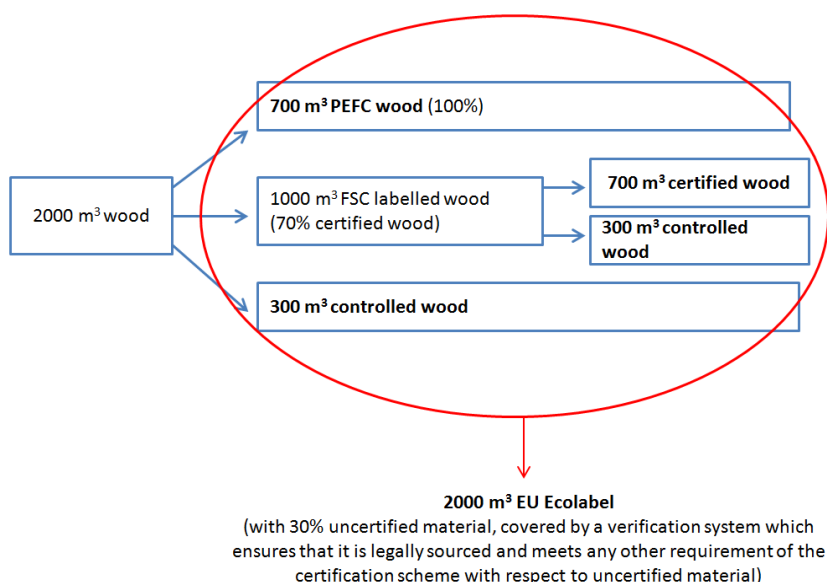 700 m³ PEFC wood (100%)
2000 m³ wood
1000 m³ FSC labelled wood
(70% certified wood)
700 m³ certified wood
300 m³ controlled
wood
300 m³ controlled wood
2000 m³ EU Ecolabel
(with 30% uncertified material, covered by a verification system which
ensures that it is legally sourced and meets any other requirement of the
certification scheme with respect to uncertified material)